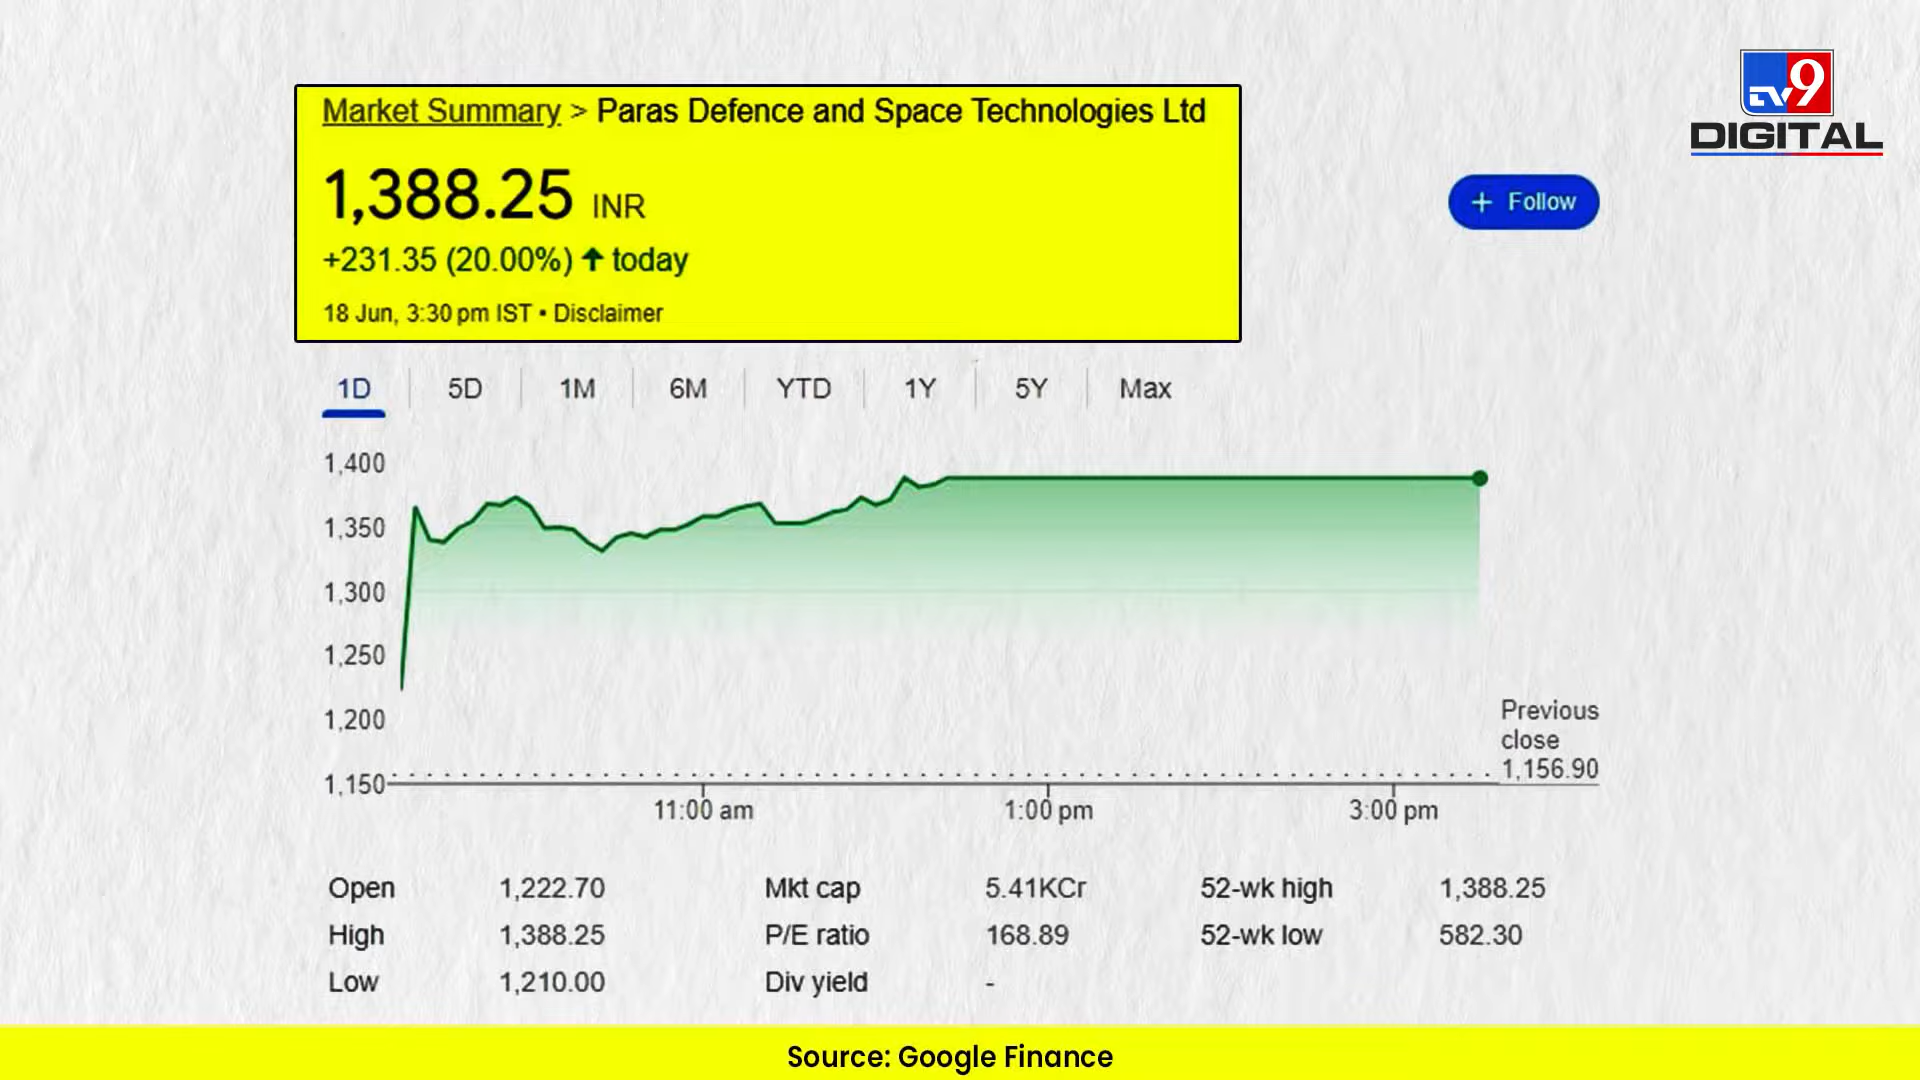 TV9
DIGITAL
Market Summary > Paras Defence and Space Technologies Ltd
1,388.25 INR
+231.35 (20.00%) ↑ today
18 Jun, 3:30 pm IST • Disclaimer
+ Follow
1D 5D 1M 6M YTD 1Y 5Y Max
1,400
1,350
1,300
1,250
1,200
1,150
Previous
close
1,156.90
11:00 am 1:00 pm 3:00 pm
Open 1,222.70 Mkt cap 5.41KCr 52-wk high 1,388.25
High 1,388.25 P/E ratio 168.89 52-wk low 582.30
Low 1,210.00 Div yield -
Source: Google Finance